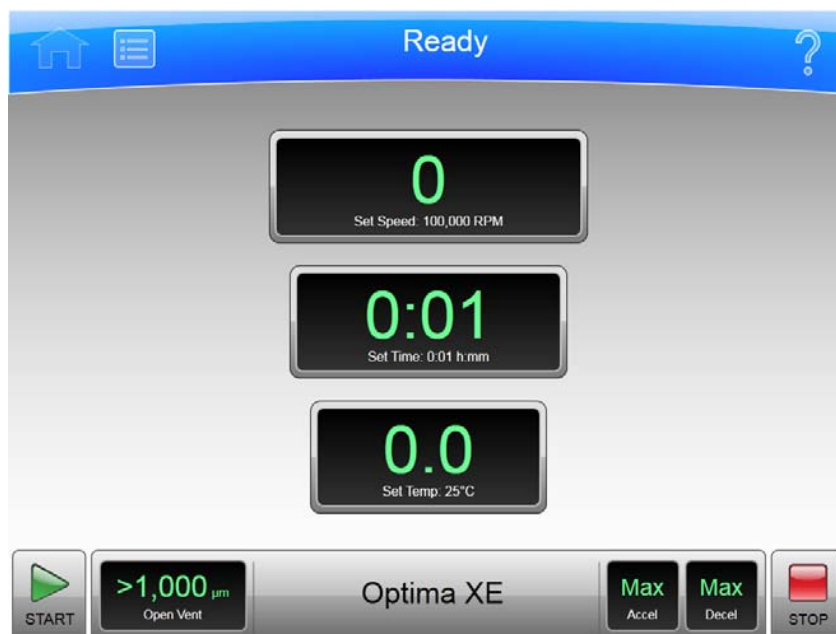 Ready
?
0
Set Speed: 100,000 RPM
0:01
Set Time: 0:01 h:mm
0.0
Set Temp: 25°C
START
>1,000 µm
Open Vent
Optima XE
Max
Accel
Max
Decel
STOP